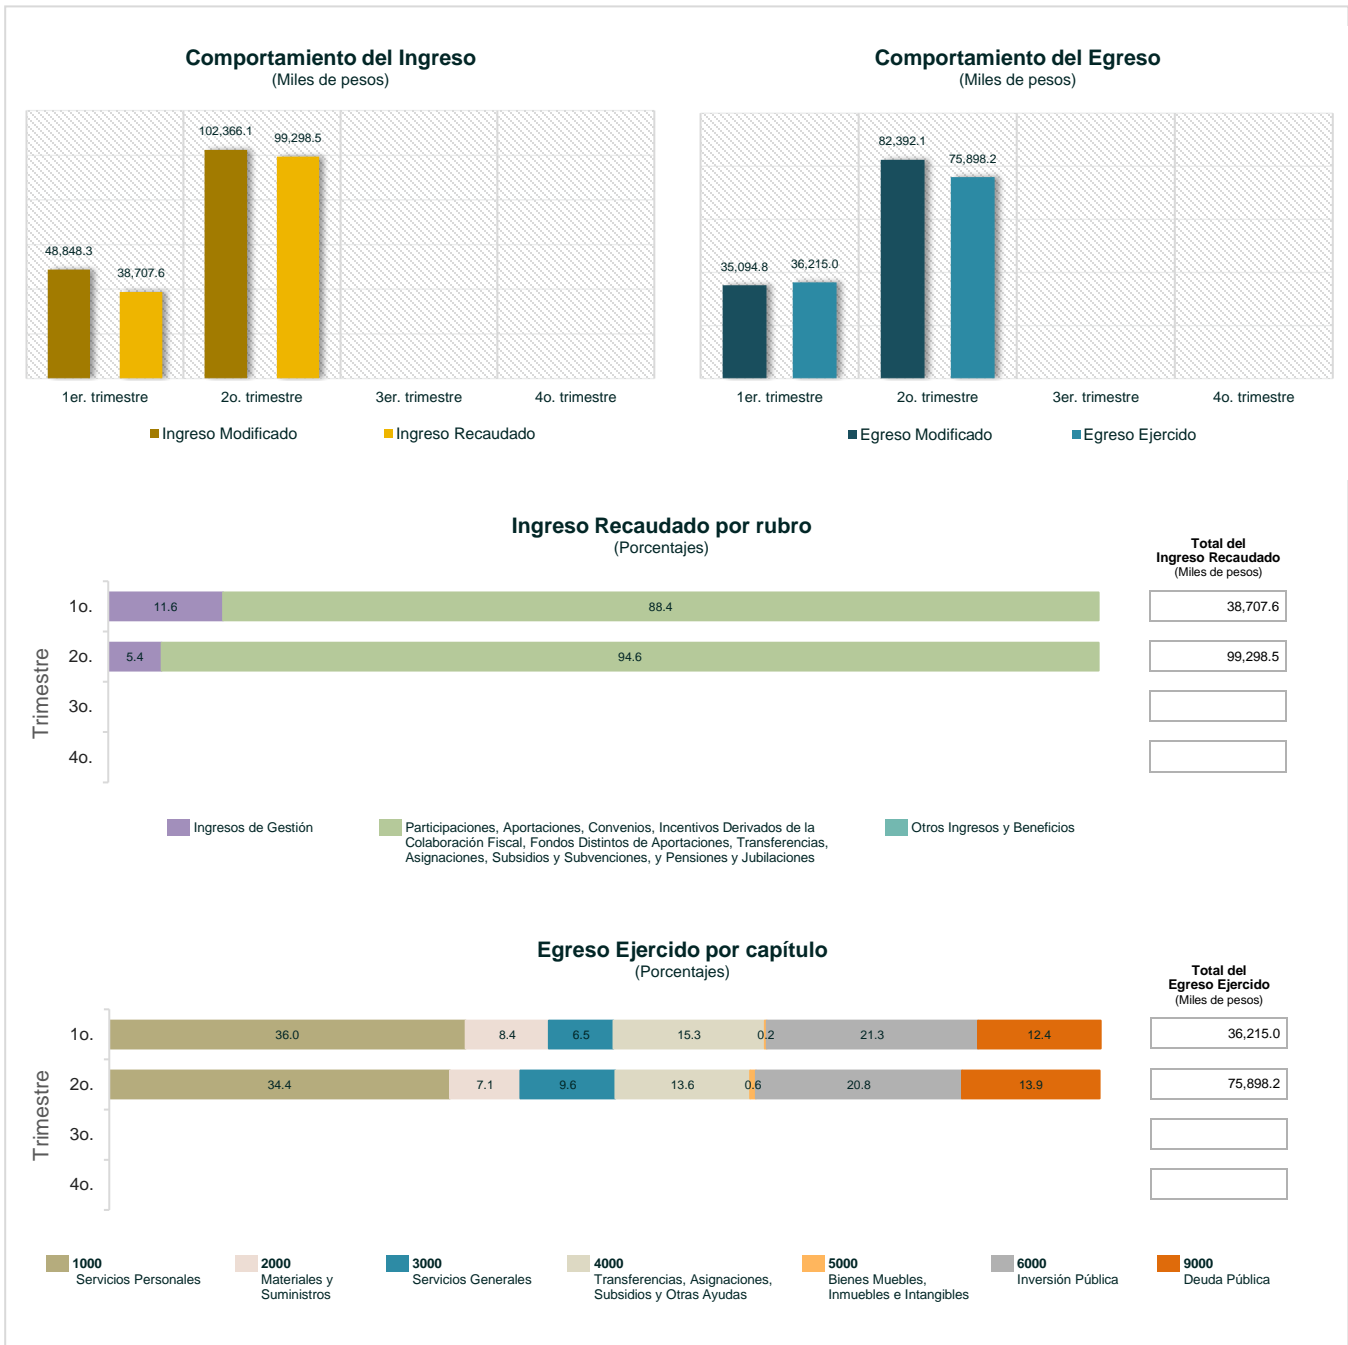 Comportamiento del Ingreso
(Miles de pesos)
102,366.1
99,298.5
48,848.3
38,707.6
1er. trimestre
2o. trimestre
3er. trimestre
4o. trimestre
Ingreso Modificado
Ingreso Recaudado
Comportamiento del Egreso
(Miles de pesos)
82,392.1
75,898.2
35,094.8
36,215.0
1er. trimestre
2o. trimestre
3er. trimestre
4o. trimestre
Egreso Modificado
Egreso Ejercido
Ingreso Recaudado por rubro
(Porcentajes)
Total del
Ingreso Recaudado
(Miles de pesos)
Trimestre
1o.
11.6
88.4
38,707.6
2o.
5.4
94.6
99,298.5
3o.
4o.
Ingresos de Gestión
Participaciones, Aportaciones, Convenios, Incentivos Derivados de la
Colaboración Fiscal, Fondos Distintos de Aportaciones, Transferencias,
Asignaciones, Subsidios y Subvenciones, y Pensiones y Jubilaciones
Otros Ingresos y Beneficios
Egreso Ejercido por capítulo
(Porcentajes)
Total del
Egreso Ejercido
(Miles de pesos)
Trimestre
1o.
36.0
8.4
6.5
15.3
0.2
21.3
12.4
36,215.0
2o.
34.4
7.1
9.6
13.6
0.6
20.8
13.9
75,898.2
3o.
4o.
1000
Servicios Personales
2000
Materiales y
Suministros
3000
Servicios Generales
4000
Transferencias, Asignaciones,
Subsidios y Otras Ayudas
5000
Bienes Muebles,
Inmuebles e Intangibles
6000
Inversión Pública
9000
Deuda Pública